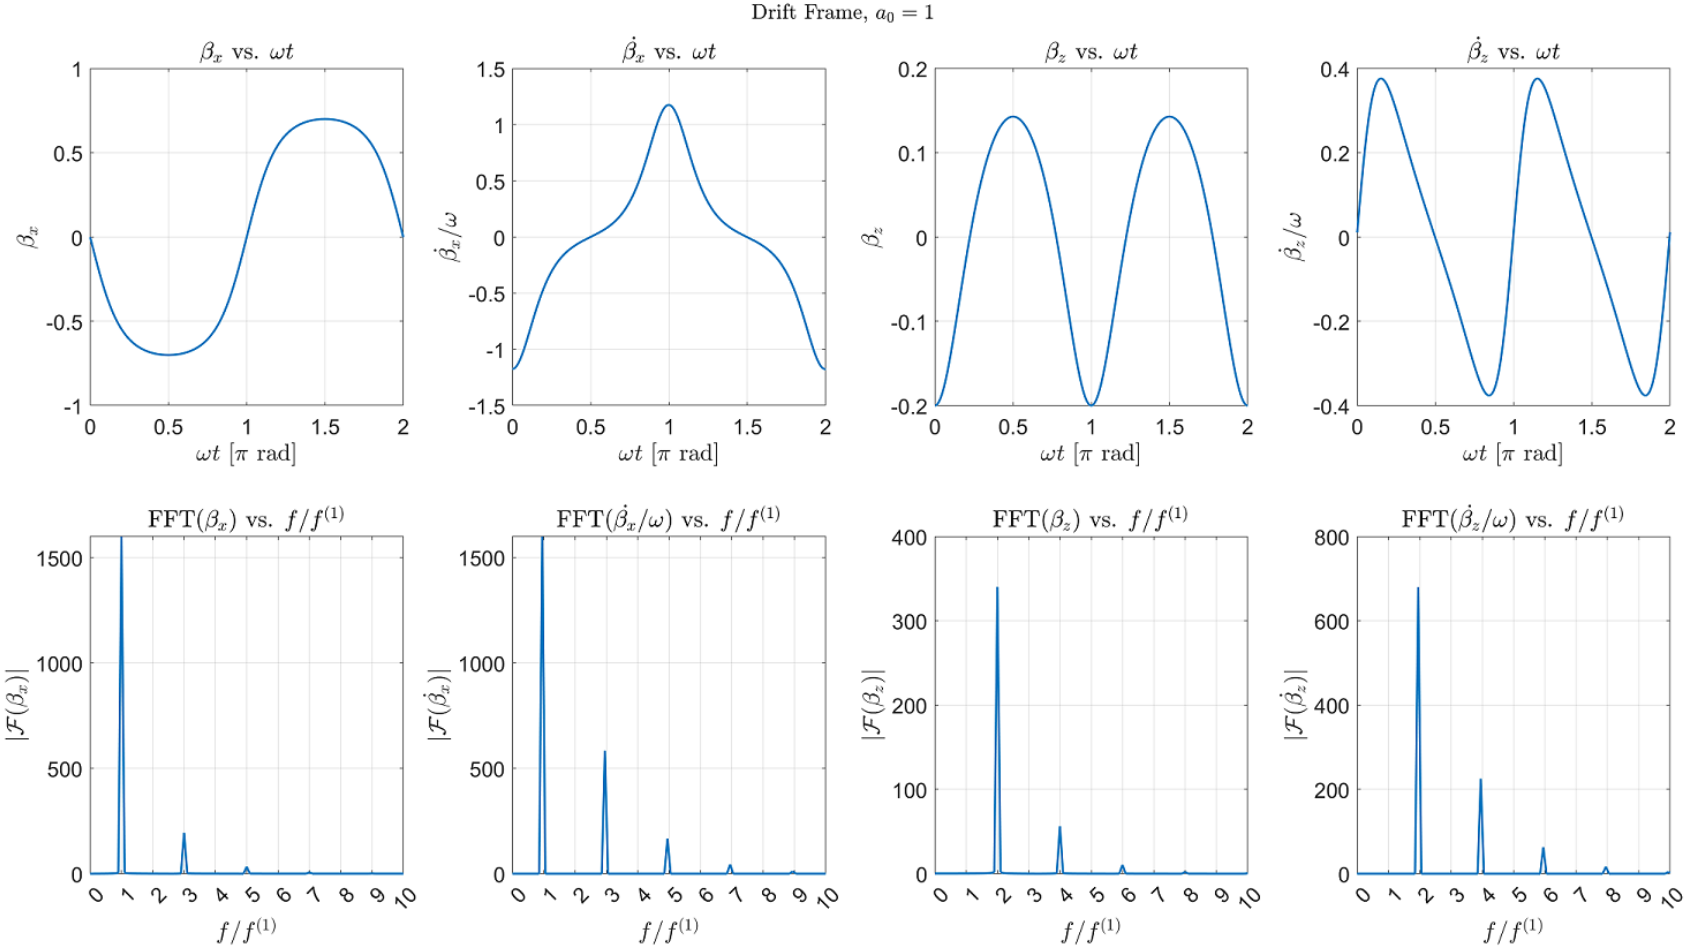 Drift Frame, a₀ = 1
βₓ vs. ωt
β̇ₓ vs. ωt
β_z vs. ωt
β̇_z vs. ωt
βₓ
1
0.5
0
-0.5
-1
0 0.5 1 1.5 2
ωt [π rad]
β̇ₓ/ω
1.5
1
0.5
0
-0.5
-1
-1.5
0 0.5 1 1.5 2
ωt [π rad]
β_z
0.2
0.1
0
-0.1
-0.2
0 0.5 1 1.5 2
ωt [π rad]
β̇_z/ω
0.4
0.2
0
-0.2
-0.4
0 0.5 1 1.5 2
ωt [π rad]
FFT(βₓ) vs. f/f⁽¹⁾
|ℱ(βₓ)|
1500
1000
500
0
0 1 2 3 4 5 6 7 8 9 10
f/f⁽¹⁾
FFT(β̇ₓ/ω) vs. f/f⁽¹⁾
|ℱ(β̇ₓ)|
1500
1000
500
0
0 1 2 3 4 5 6 7 8 9 10
f/f⁽¹⁾
FFT(β_z) vs. f/f⁽¹⁾
|ℱ(β_z)|
400
300
200
100
0
0 1 2 3 4 5 6 7 8 9 10
f/f⁽¹⁾
FFT(β̇_z/ω) vs. f/f⁽¹⁾
|ℱ(β̇_z)|
800
600
400
200
0
0 1 2 3 4 5 6 7 8 9 10
f/f⁽¹⁾